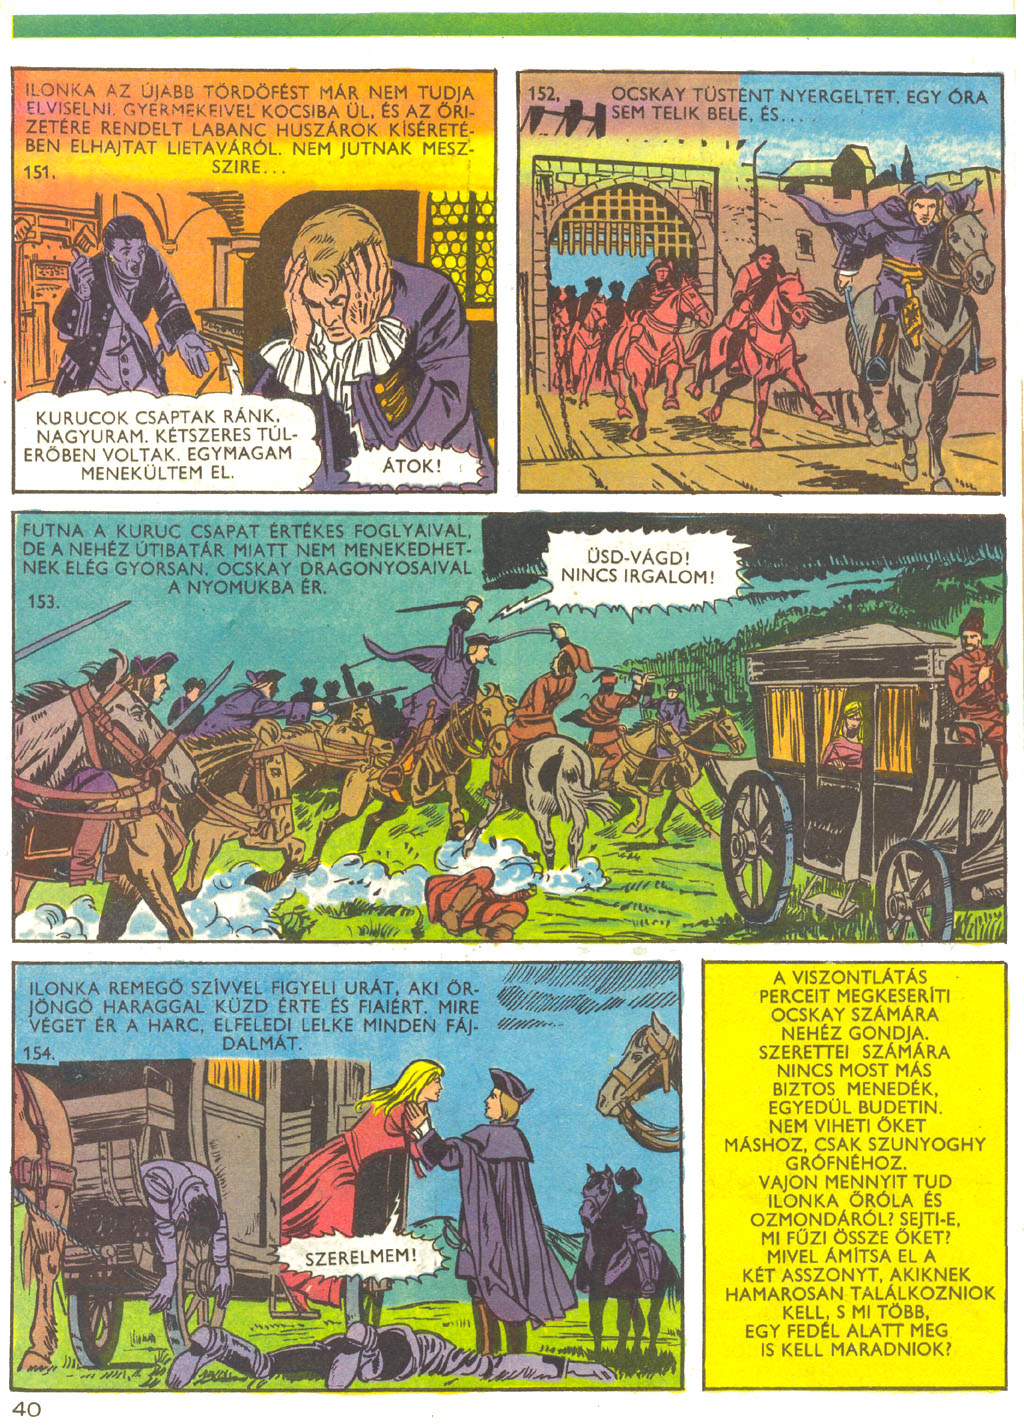 ILONKA AZ ÚJABB TŐRDÖFÉST MÁR NEM TUDJA
ELVISELNI. GYERMEKEIVEL KOCSIBA ÜL, ÉS AZ ŐRI-
ZETÉRE RENDELT LABANC HUSZÁROK KÍSÉRETÉ-
BEN ELHAJTAT LIETAVÁRÓL. NEM JUTNAK MESZ-
SZIRE...
151.
KURUCOK CSAPTAK RÁNK,
NAGYURAM. KÉTSZERES TÚL-
ERŐBEN VOLTAK. EGYMAGAM
MENEKÜLTEM EL.
ÁTOK!
152.
OCSKAY TÜSTÉNT NYERGELTET. EGY ÓRA
SEM TELIK BELE, ÉS....
FUTNA A KURUC CSAPAT ÉRTÉKES FOGLYAIVAL,
DE A NEHÉZ ÚTIBATÁR MIATT NEM MENEKEDHET-
NEK ELÉG GYORSAN. OCSKAY DRAGONYOSAIVAL
A NYOMUKBA ÉR.
153.
ÜSD-VÁGD!
NINCS IRGALOM!
ILONKA REMEGŐ SZÍVVEL FIGYELI URÁT, AKI ŐR-
JÖNGŐ HARAGGAL KÜZD ÉRTE ÉS FIAIÉRT. MIRE
VÉGET ÉR A HARC, ELFELEDI LELKE MINDEN FÁJ-
DALMÁT.
154.
SZERELMEM!
A VISZONTLÁTÁS
PERCEIT MEGKESERÍTI
OCSKAY SZÁMÁRA
NEHÉZ GONDJA.
SZERETTEI SZÁMÁRA
NINCS MOST MÁS
BIZTOS MENEDÉK,
EGYEDÜL BUDETIN.
NEM VIHETI ŐKET
MÁSHOZ, CSAK SZUNYOGHY
GRÓFNÉHOZ.
VAJON MENNYIT TUD
ILONKA ŐRÓLA ÉS
OZMONDÁRÓL? SEJTI-E,
MI FŰZI ÖSSZE ŐKET?
MIVEL ÁMÍTSA EL A
KÉT ASSZONYT, AKIKNEK
HAMAROSAN TALÁLKOZNIOK
KELL, S MI TÖBB,
EGY FEDÉL ALATT MEG
IS KELL MARADNIOK?
40